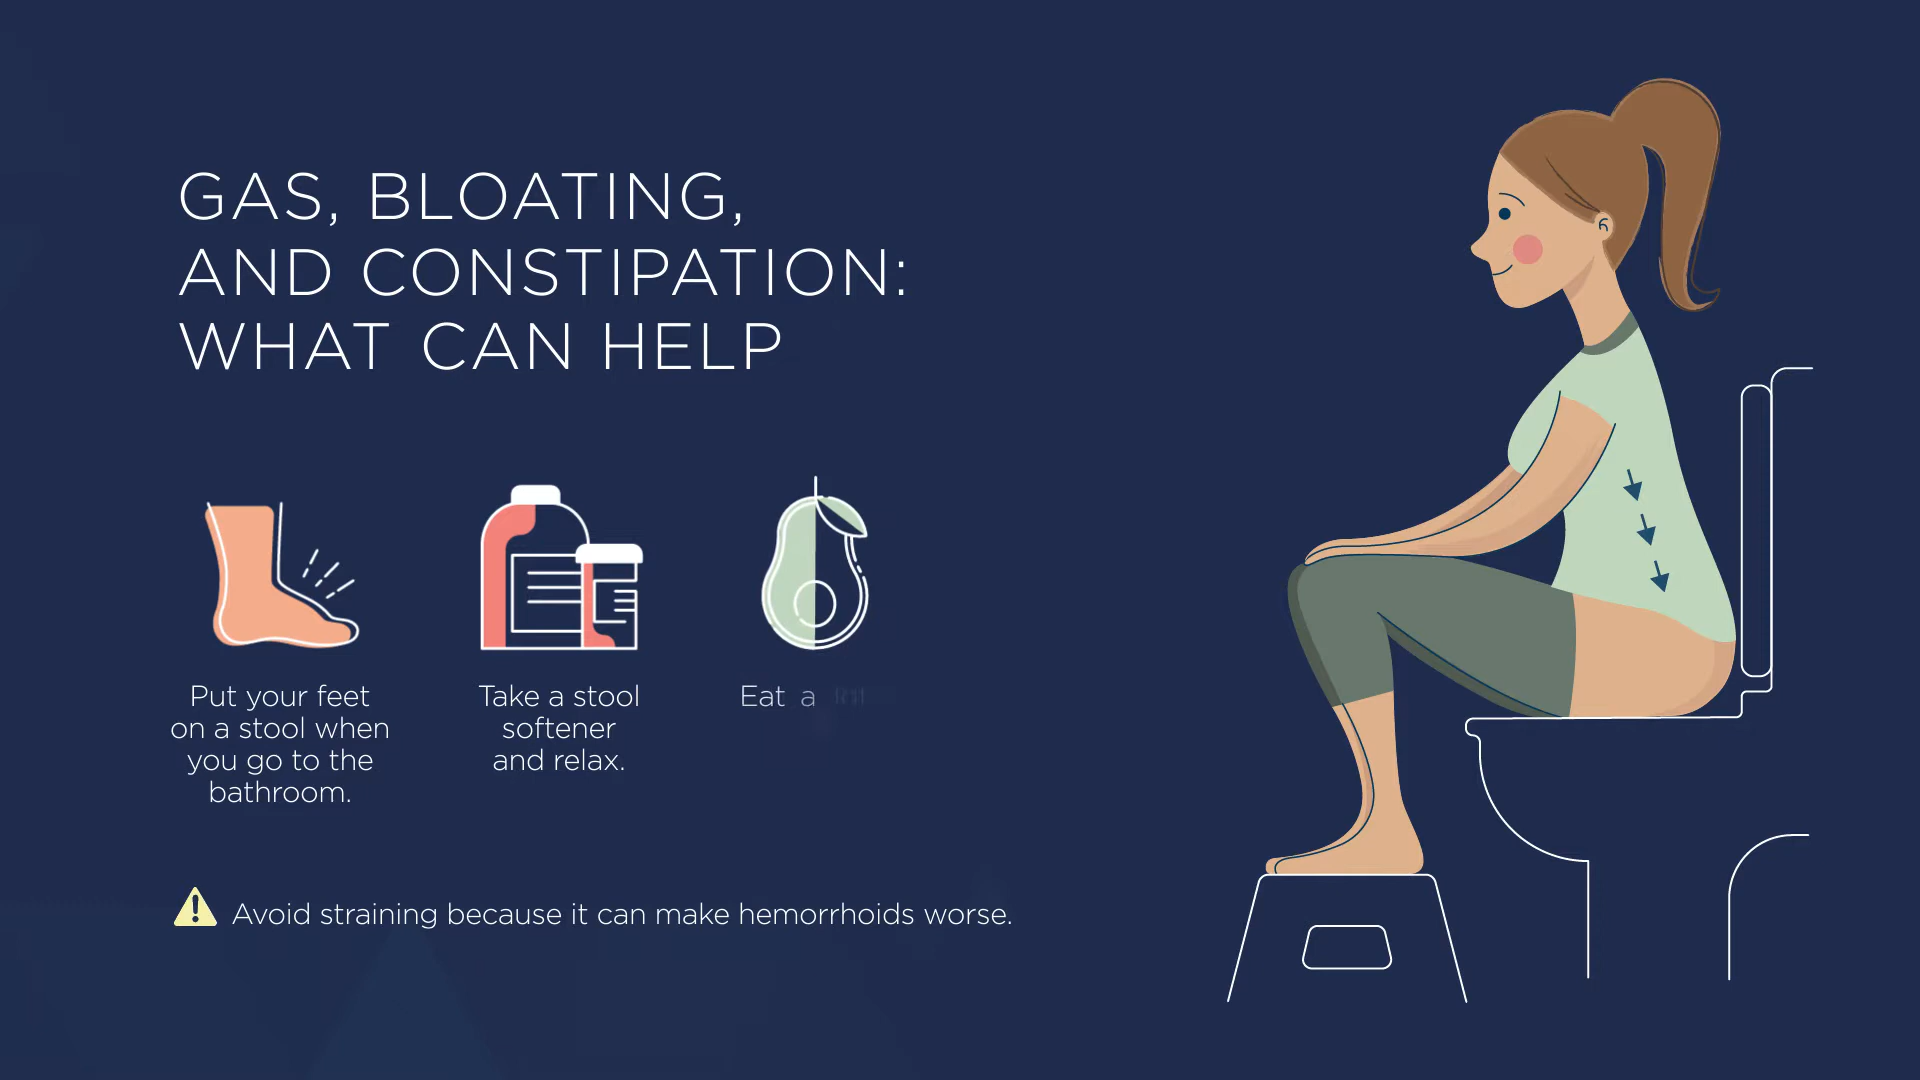 GAS, BLOATING,
AND CONSTIPATION:
WHAT CAN HELP
Put your feet
on a stool when
you go to the
bathroom.
Take a stool
softener
and relax.
Eat a
Avoid straining because it can make hemorrhoids worse.